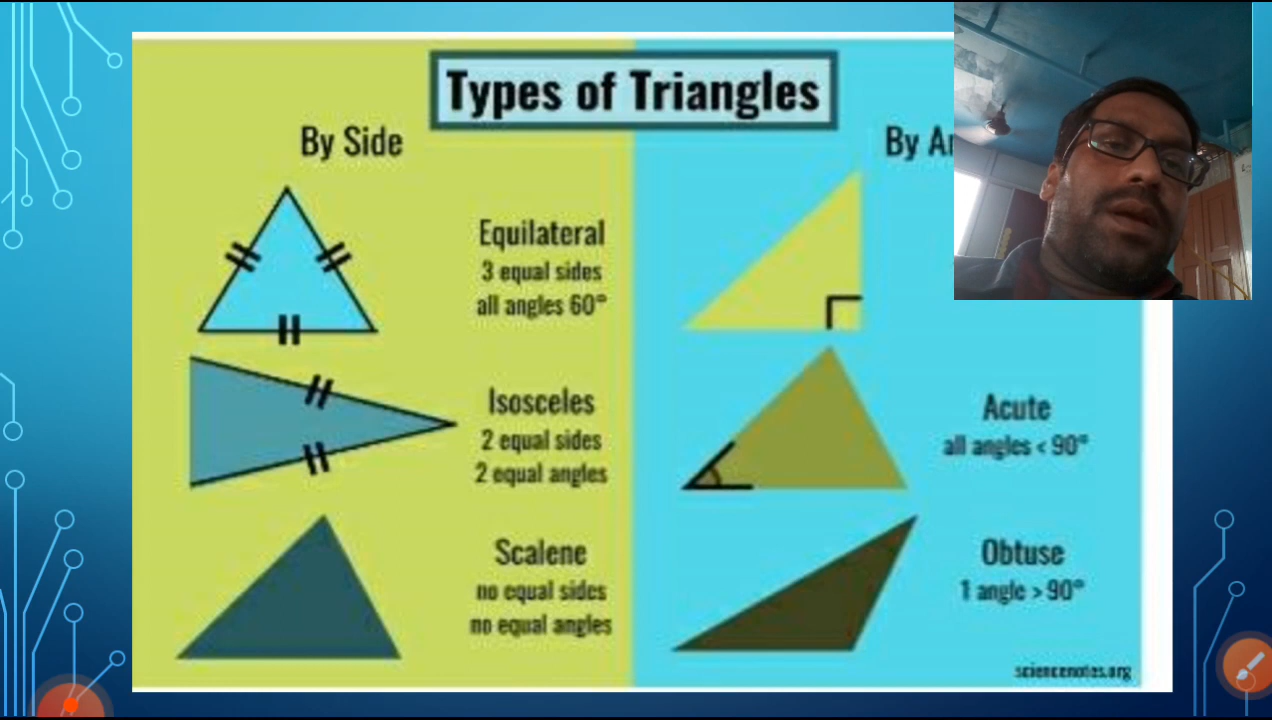 Types of Triangles
By Side
Equilateral
3 equal sides
all angles 60°
Isosceles
2 equal sides
2 equal angles
Scalene
no equal sides
no equal angles
By
Acute
all angles < 90°
Obtuse
1 angle > 90°
sciencenotes.org